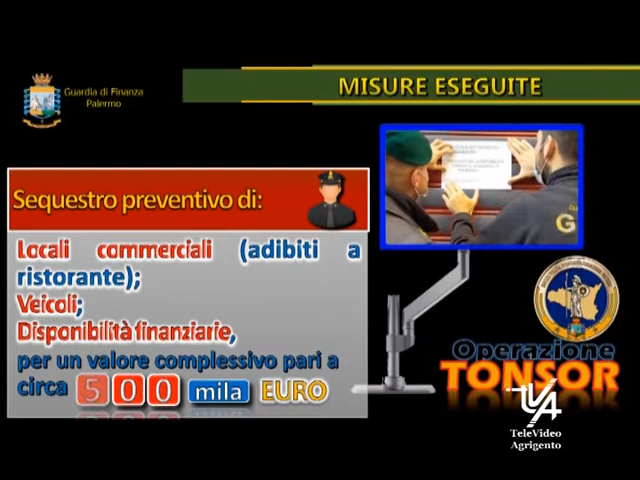 Guardia di Finanza
Palermo
MISURE ESEGUITE
Sequestro preventivo di:
Locali commerciali (adibiti a
ristorante);
Veicoli;
Disponibilità finanziarie,
per un valore complessivo pari a
circa 500 mila EURO
G
Operazione
TONSOR
TVA
TeleVideo
Agrigento